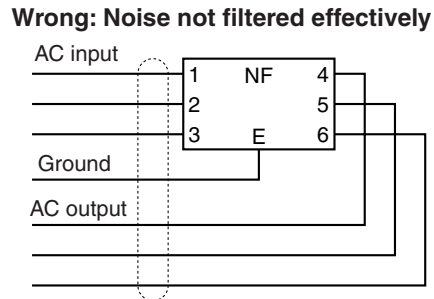 Wrong: Noise not filtered effectively
AC input
1 NF 4
2 5
3 E 6
Ground
AC output